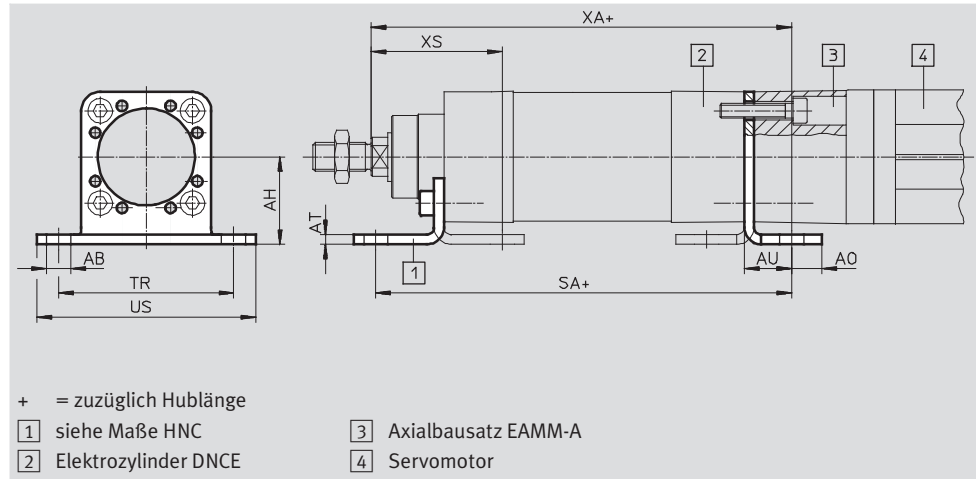 XA+
XS
2
3
4
AH
AT
AB
TR
US
1
AU
AO
SA+
+ = zuzüglich Hublänge
1 siehe Maße HNC
2 Elektrozylinder DNCE
3 Axialbausatz EAMM-A
4 Servomotor